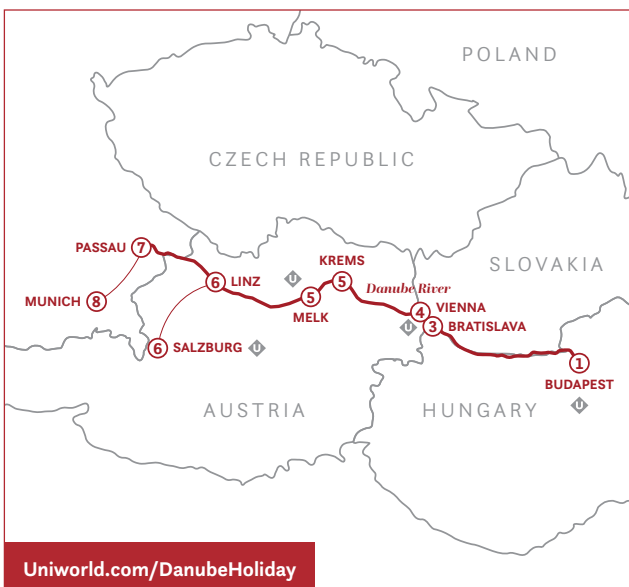 POLAND
CZECH REPUBLIC
PASSAU 7
KREMS
LINZ
6
5
Danube River
SLOVAKIA
U
MUNICH 8
5
MELK
4 VIENNA
U
3 BRATISLAVA
6 SALZBURG U
1
BUDAPEST
AUSTRIA
HUNGARY
U
Uniworld.com/DanubeHoliday